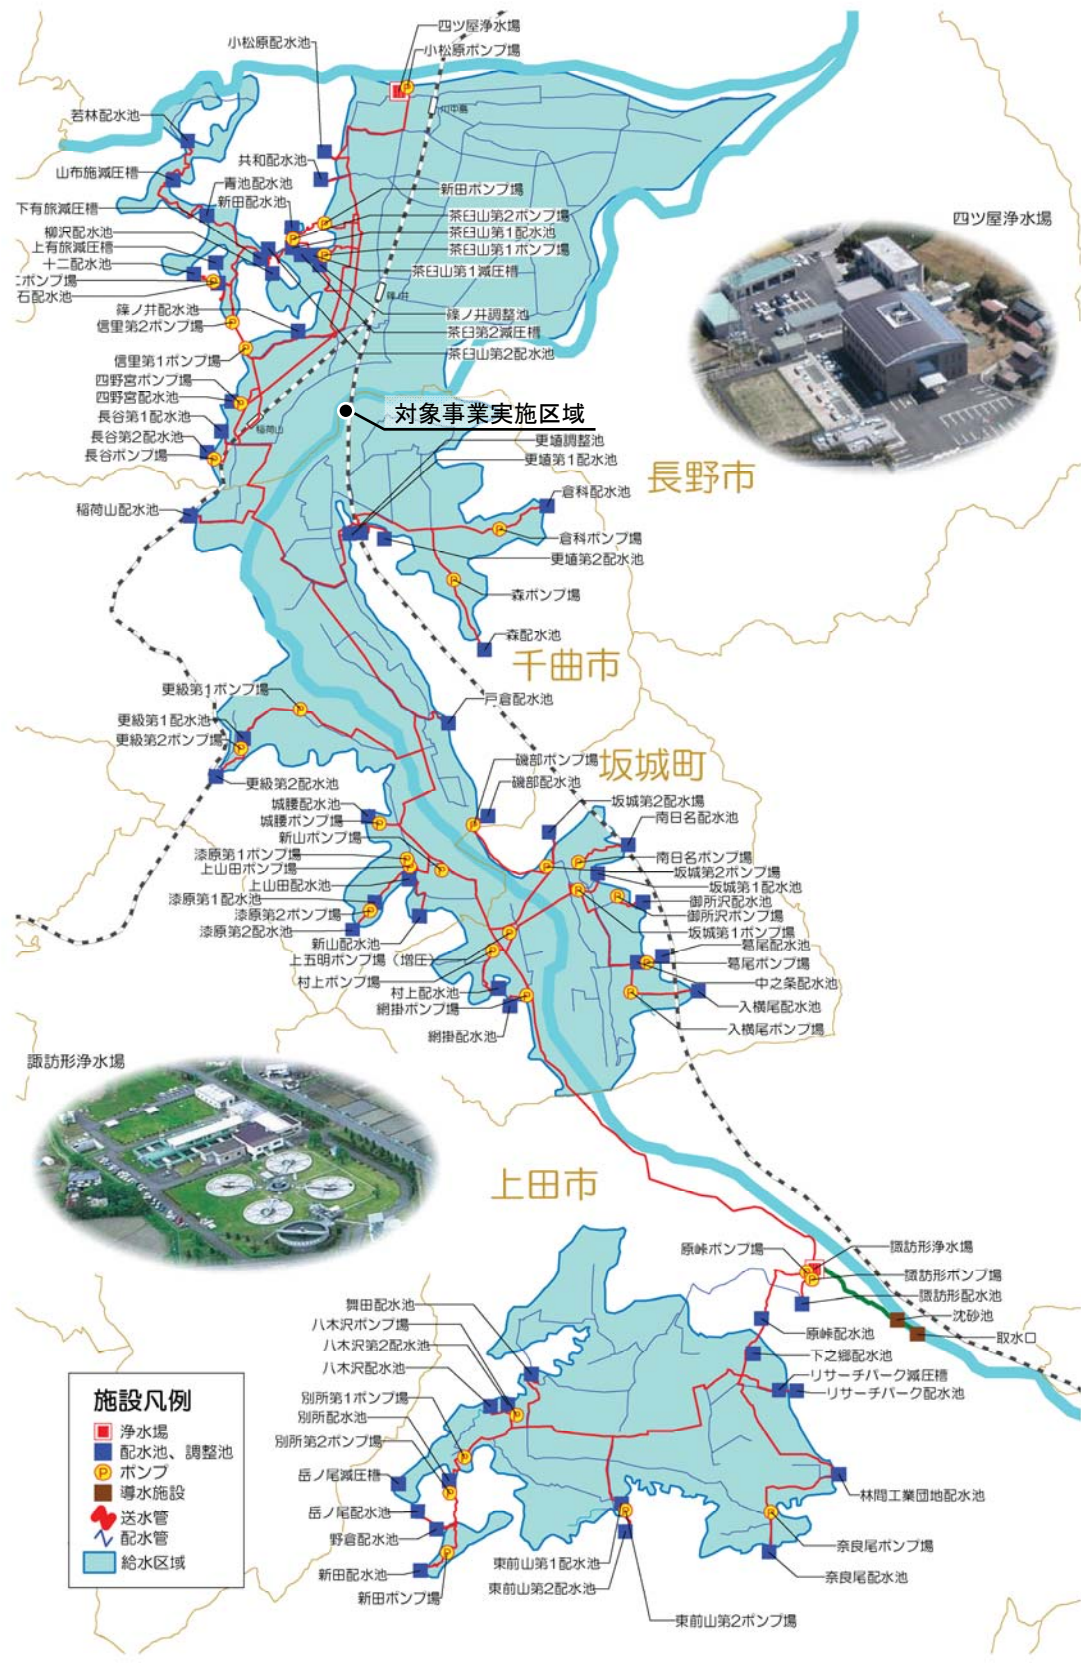 四ツ屋浄水場
小松原配水池
小松原ポンプ場
川中島
若林配水池
共和配水池
山布施減圧槽
青池配水池
新田ポンプ場
新田配水池
下有旅減圧槽
茶臼山第2ポンプ場
四ツ屋浄水場
柳沢配水池
茶臼山第1配水池
上有旅減圧槽
茶臼山第1ポンプ場
十二配水池
茶臼山第1減圧槽
ニポンプ場
石配水池
篠ノ井
篠ノ井配水池
篠ノ井調整池
信里第2ポンプ場
茶臼第2減圧槽
茶臼山第2配水池
信里第1ポンプ場
四野宮ポンプ場
四野宮配水池
対象事業実施区域
長谷第1配水池
稲荷山
長谷第2配水池
更埴調整池
長谷ポンプ場
更埴第1配水池
長野市
倉科配水池
稲荷山配水池
倉科ポンプ場
更埴第2配水池
森ポンプ場
森配水池
千曲市
更級第1ポンプ場
戸倉配水池
更級第1配水池
更級第2ポンプ場
磯部ポンプ場
坂城町
更級第2配水池
磯部配水池
城腰配水池
坂城第2配水場
城腰ポンプ場
南日名配水池
新山ポンプ場
漆原第1ポンプ場
南日名ポンプ場
上山田ポンプ場
坂城第2ポンプ場
上山田配水池
坂城第1配水池
漆原第1配水池
御所沢配水池
漆原第2ポンプ場
御所沢ポンプ場
漆原第2配水池
坂城第1ポンプ場
新山配水池
葛尾配水池
上五明ポンプ場（増圧）
葛尾ポンプ場
村上ポンプ場
中之条配水池
村上配水池
網掛ポンプ場
入横尾配水池
網掛配水池
入横尾ポンプ場
諏訪形浄水場
上田市
原峠ポンプ場
諏訪形浄水場
諏訪形ポンプ場
諏訪形配水池
舞田配水池
沈砂池
八木沢ポンプ場
原峠配水池
取水口
八木沢第2配水池
下之郷配水池
八木沢配水池
リサーチパーク減圧槽
リサーチパーク配水池
別所第1ポンプ場
別所配水池
別所第2ポンプ場
岳ノ尾減圧槽
林間工業団地配水池
岳ノ尾配水池
野倉配水池
奈良尾ポンプ場
東前山第1配水池
新田配水池
奈良尾配水池
東前山第2配水池
新田ポンプ場
東前山第2ポンプ場
施設凡例
浄水場
配水池、調整池
P ポンプ
導水施設
送水管
配水管
給水区域